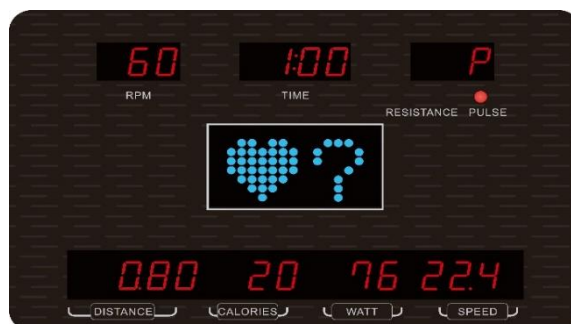 60 1:00 P
RPM TIME
RESISTANCE PULSE
?
0.80 20 76 22.4
DISTANCE CALORIES WATT SPEED